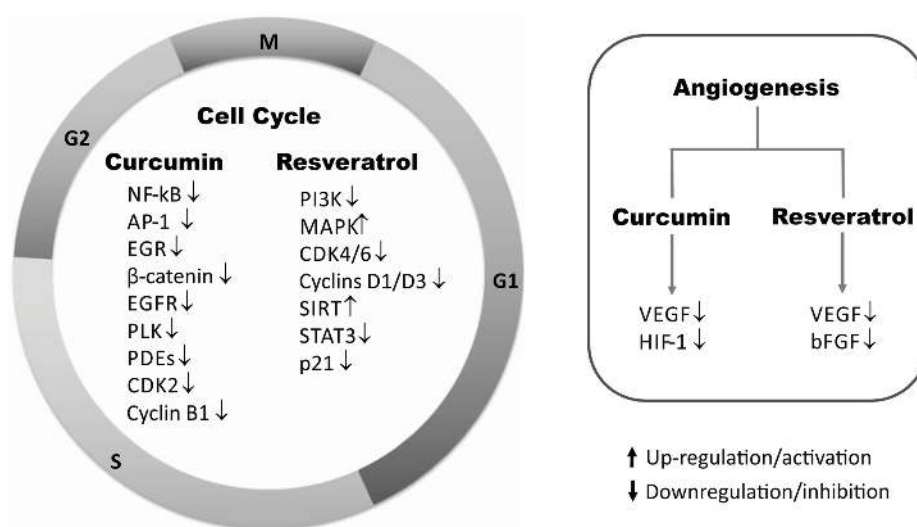 M
G2
G1
S
Cell Cycle
Curcumin
NF-kB ↓
AP-1 ↓
EGR ↓
β-catenin ↓
EGFR ↓
PLK ↓
PDEs ↓
CDK2 ↓
Cyclin B1 ↓
Resveratrol
PI3K ↓
MAPK↑
CDK4/6 ↓
Cyclins D1/D3 ↓
SIRT↑
STAT3 ↓
p21 ↓
Angiogenesis
Curcumin
VEGF ↓
HIF-1 ↓
Resveratrol
VEGF ↓
bFGF ↓
↑ Up-regulation/activation
↓ Downregulation/inhibition